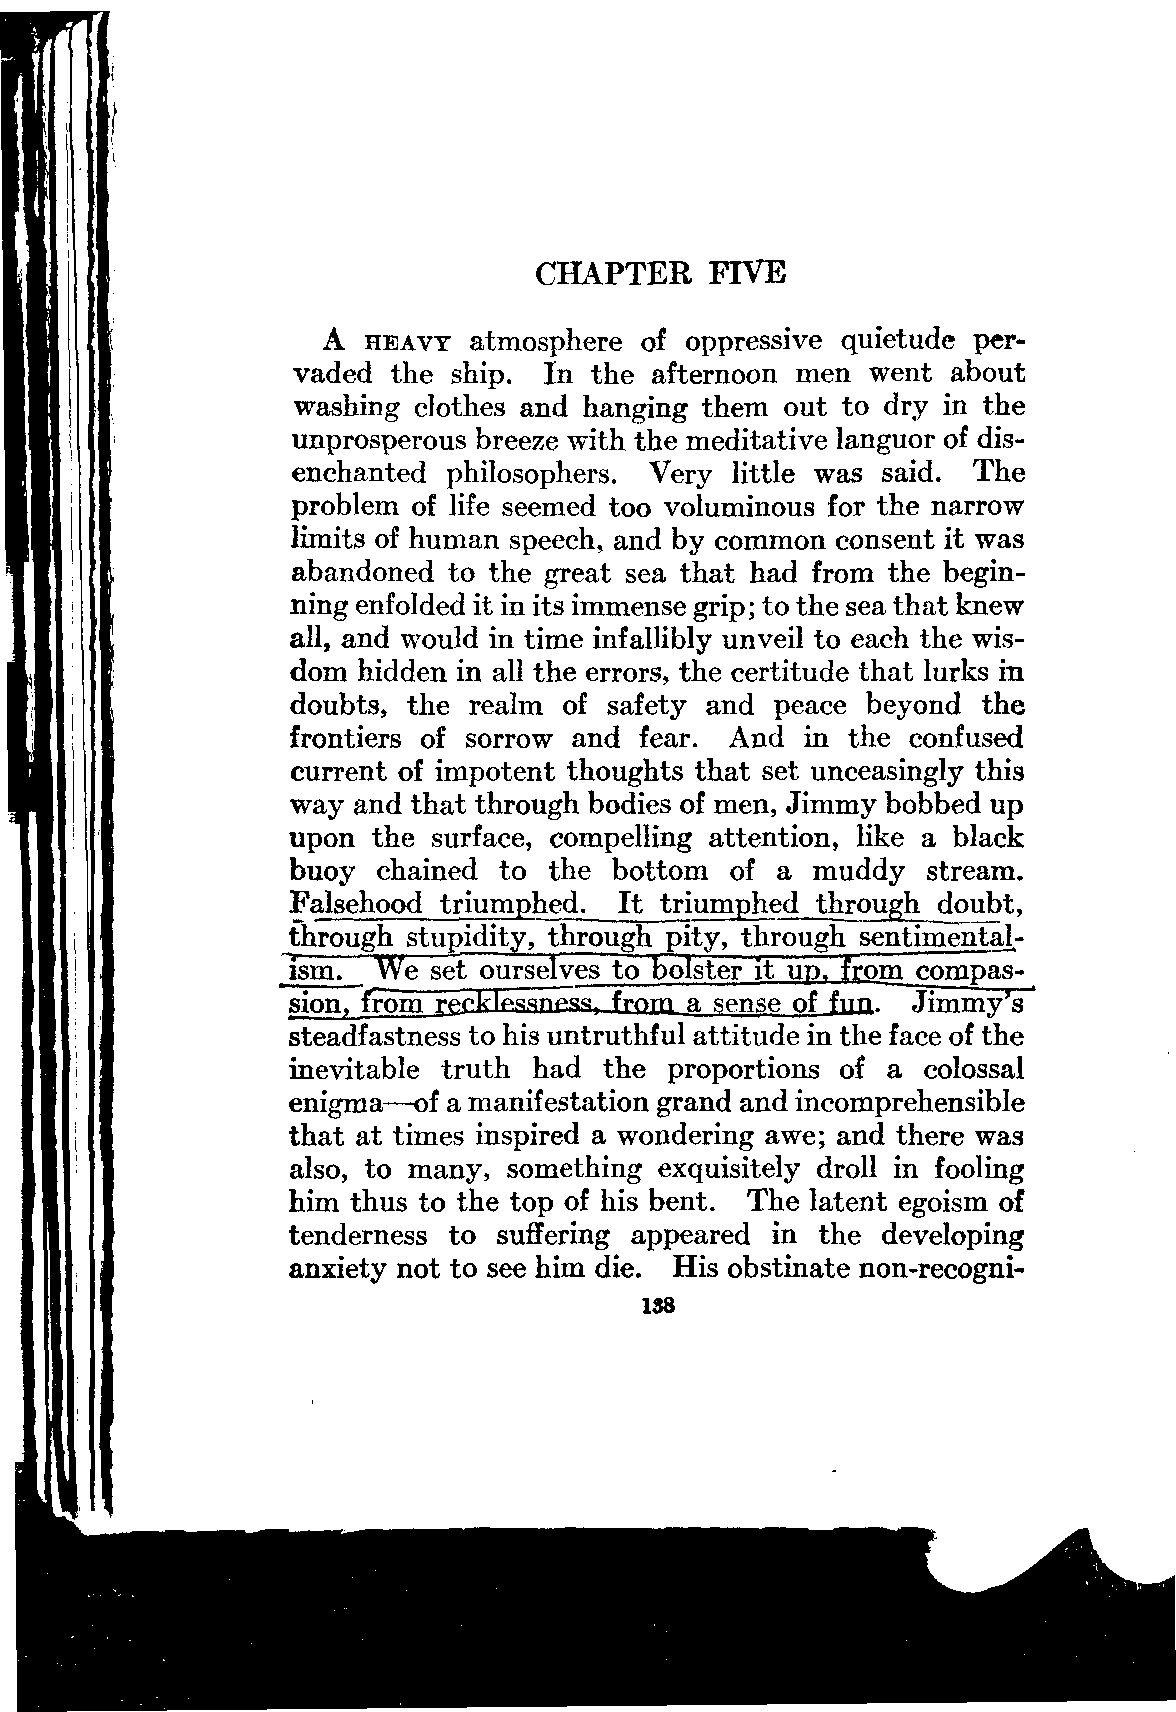 CHAPTER FIVE
A HEAVY atmosphere of oppressive quietude per-
vaded the ship. In the afternoon men went about
washing clothes and hanging them out to dry in the
unprosperous breeze with the meditative languor of dis-
enchanted philosophers. Very little was said. The
problem of life seemed too voluminous for the narrow
limits of human speech, and by common consent it was
abandoned to the great sea that had from the begin-
ning enfolded it in its immense grip; to the sea that knew
all, and would in time infallibly unveil to each the wis-
dom hidden in all the errors, the certitude that lurks in
doubts, the realm of safety and peace beyond the
frontiers of sorrow and fear. And in the confused
current of impotent thoughts that set unceasingly this
way and that through bodies of men, Jimmy bobbed up
upon the surface, compelling attention, like a black
buoy chained to the bottom of a muddy stream.
Falsehood triumphed. It triumphed through doubt,
through stupidity, through pity, through sentimental-
ism. We set ourselves to bolster it up, from compas-
sion, from recklessness, from a sense of fun. Jimmy's
steadfastness to his untruthful attitude in the face of the
inevitable truth had the proportions of a colossal
enigma—of a manifestation grand and incomprehensible
that at times inspired a wondering awe; and there was
also, to many, something exquisitely droll in fooling
him thus to the top of his bent. The latent egoism of
tenderness to suffering appeared in the developing
anxiety not to see him die. His obstinate non-recogni-
138